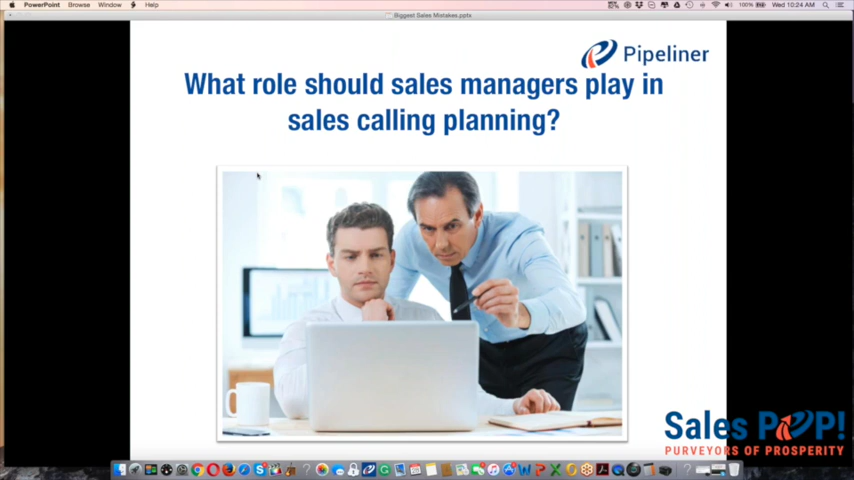 PowerPoint Browse Window Help
100% Wed 10:24 AM
Biggest Sales Mistakes.pptx
Pipeliner
What role should sales managers play in
sales calling planning?
Sales POP!
PURVEYORS OF PROSPERITY